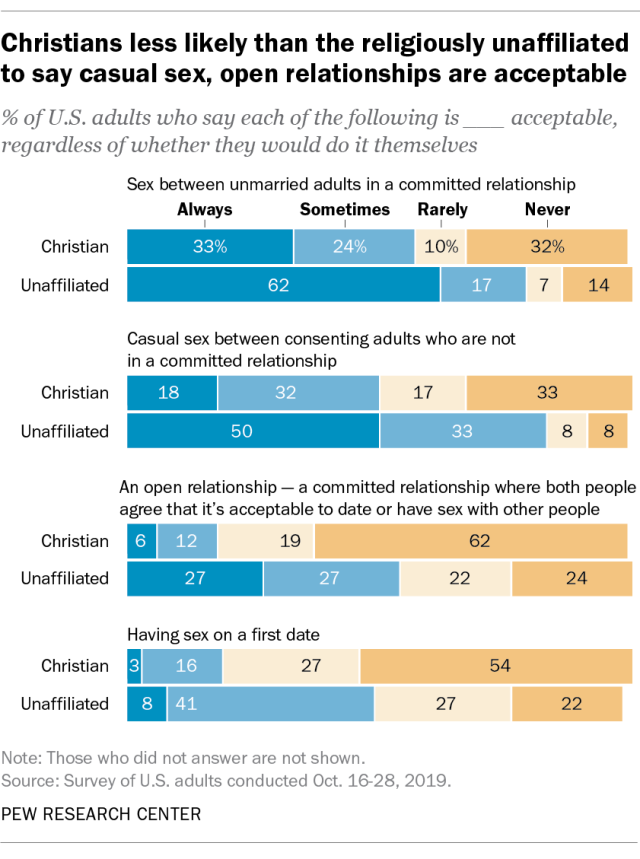 Christians less likely than the religiously unaffiliated
to say casual sex, open relationships are acceptable
% of U.S. adults who say each of the following is ___ acceptable,
regardless of whether they would do it themselves
Sex between unmarried adults in a committed relationship
Always Sometimes Rarely Never
Christian 33% 24% 10% 32%
Unaffiliated 62 17 7 14
Casual sex between consenting adults who are not
in a committed relationship
Christian 18 32 17 33
Unaffiliated 50 33 8 8
An open relationship — a committed relationship where both people
agree that it's acceptable to date or have sex with other people
Christian 6 12 19 62
Unaffiliated 27 27 22 24
Having sex on a first date
Christian 3 16 27 54
Unaffiliated 8 41 27 22
Note: Those who did not answer are not shown.
Source: Survey of U.S. adults conducted Oct. 16-28, 2019.
PEW RESEARCH CENTER